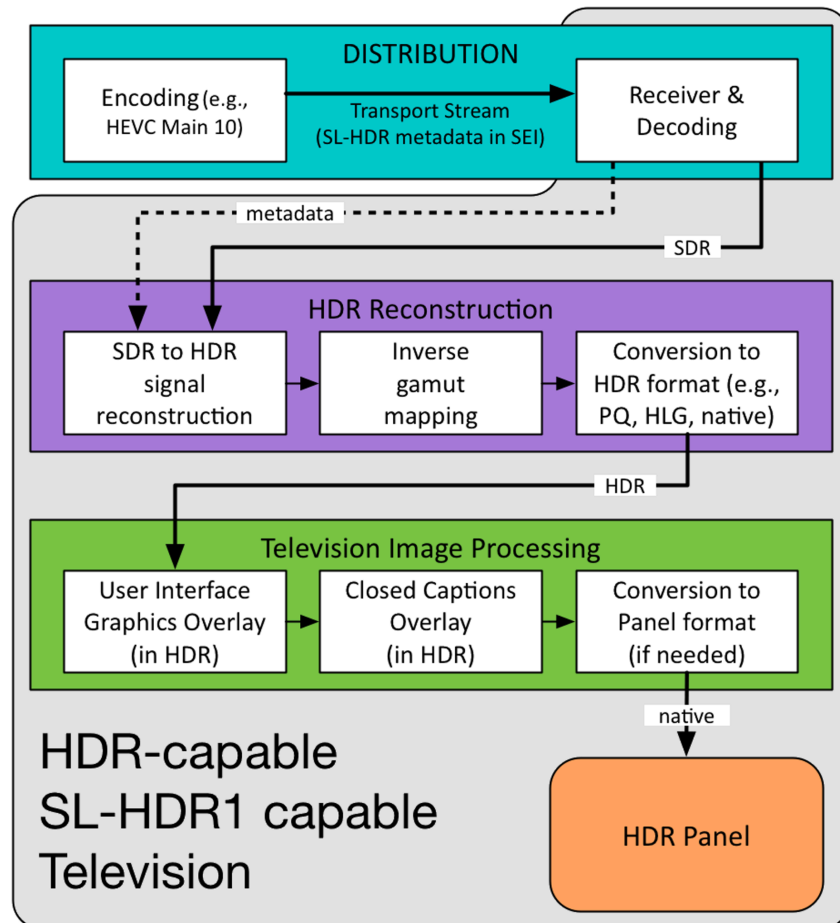 DISTRIBUTION
Encoding (e.g.,
HEVC Main 10)
Transport Stream
(SL-HDR metadata in SEI)
Receiver &
Decoding
metadata
SDR
HDR Reconstruction
SDR to HDR
signal
reconstruction
Inverse
gamut
mapping
Conversion to
HDR format (e.g.,
PQ, HLG, native)
HDR
Television Image Processing
User Interface
Graphics Overlay
(in HDR)
Closed Captions
Overlay
(in HDR)
Conversion to
Panel format
(if needed)
native
HDR-capable
SL-HDR1 capable
Television
HDR Panel